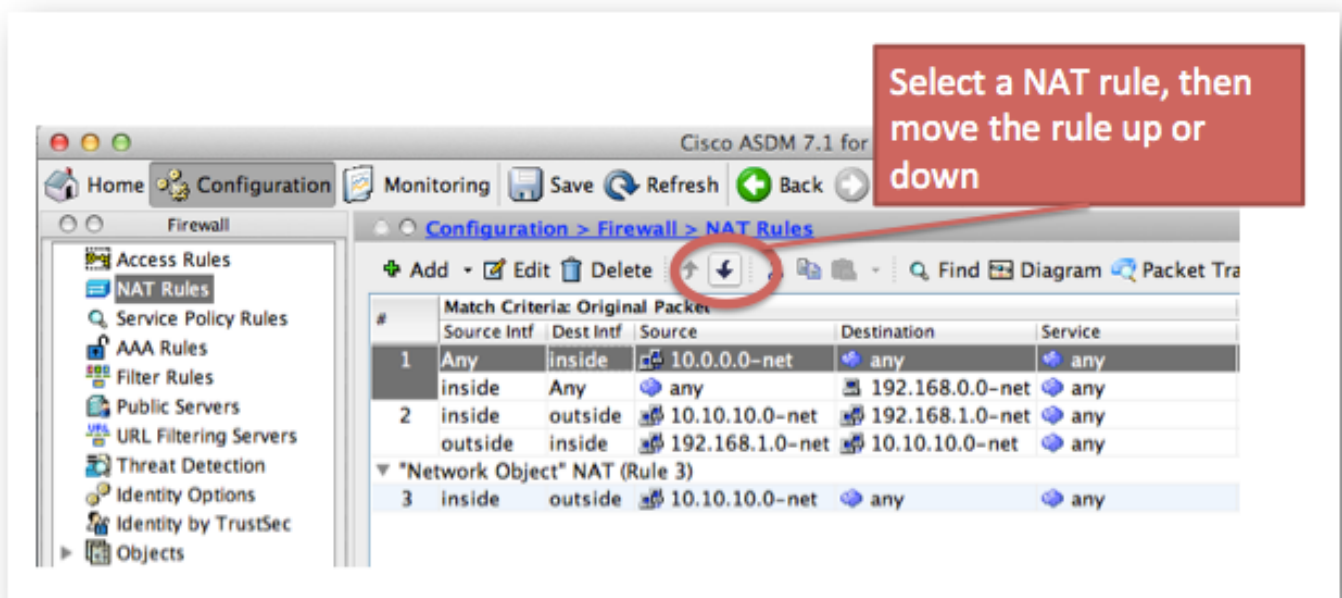 Select a NAT rule, then
move the rule up or
down
Cisco ASDM 7.1 for
Home Configuration Monitoring Save Refresh Back
Firewall
Configuration > Firewall > NAT Rules
Access Rules
NAT Rules
Service Policy Rules
AAA Rules
Filter Rules
Public Servers
URL Filtering Servers
Threat Detection
Identity Options
Identity by TrustSec
Objects
Add Edit Delete Find Diagram Packet Tra
# Match Criteria: Original Packet
Source Intf Dest Intf Source Destination Service
1 Any inside 10.0.0.0-net any any
inside Any any 192.168.0.0-net any
2 inside outside 10.10.10.0-net 192.168.1.0-net any
outside inside 192.168.1.0-net 10.10.10.0-net any
"Network Object" NAT (Rule 3)
3 inside outside 10.10.10.0-net any any